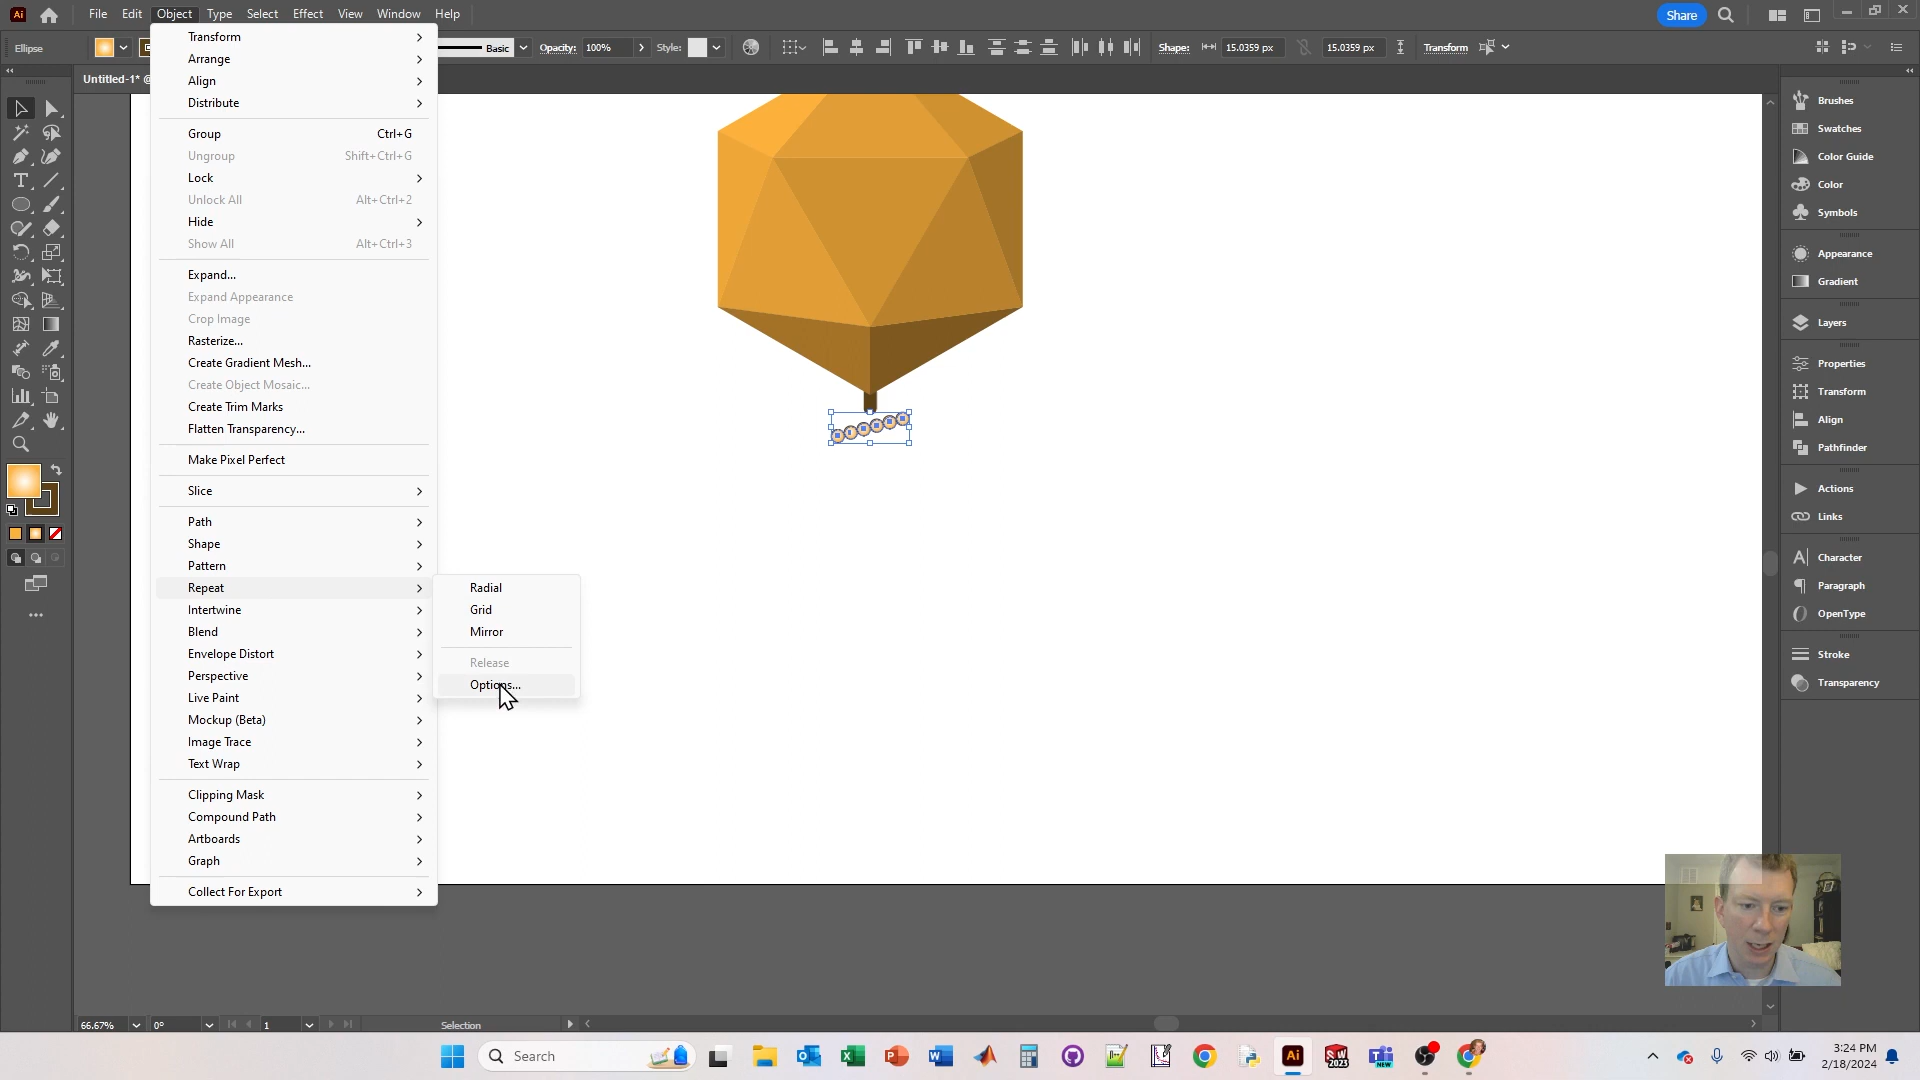 Ai File Edit Object Type Select Effect View Window Help Share
Ellipse Basic Opacity: 100% Style: Shape: 15.0359 px 15.0359 px Transform
Untitled-1* @
Transform
Arrange
Align
Distribute
Group Ctrl+G
Ungroup Shift+Ctrl+G
Lock
Unlock All Alt+Ctrl+2
Hide
Show All Alt+Ctrl+3
Expand...
Expand Appearance
Crop Image
Rasterize...
Create Gradient Mesh...
Create Object Mosaic...
Create Trim Marks
Flatten Transparency...
Make Pixel Perfect
Slice
Path
Shape
Pattern
Repeat
Intertwine
Blend
Envelope Distort
Perspective
Live Paint
Mockup (Beta)
Image Trace
Text Wrap
Clipping Mask
Compound Path
Artboards
Graph
Collect For Export
Radial
Grid
Mirror
Release
Options...
Brushes
Swatches
Color Guide
Color
Symbols
Appearance
Gradient
Layers
Properties
Transform
Align
Pathfinder
Actions
Links
Character
Paragraph
OpenType
Stroke
Transparency
66.67% 0° 1 Selection
Search
3:24 PM
2/18/2024